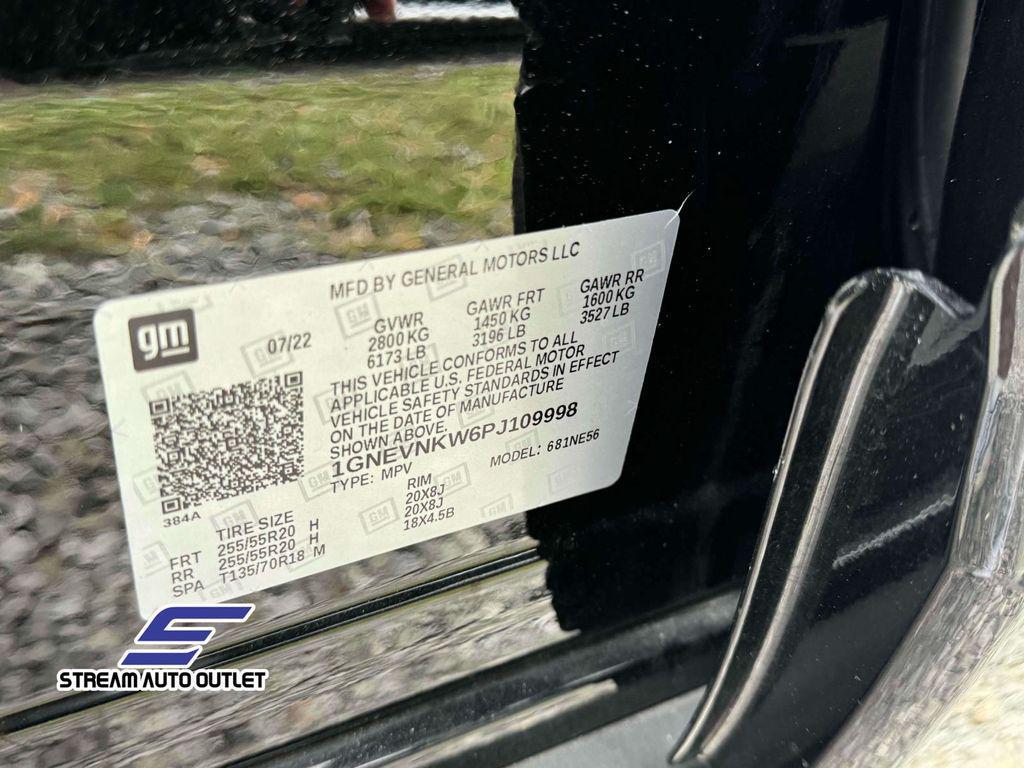 MFD BY GENERAL MOTORS LLC
gm
07/22
GVWR
2800 KG
6173 LB
GAWR FRT
1450 KG
3196 LB
GAWR RR
1600 KG
3527 LB
THIS VEHICLE CONFORMS TO ALL
APPLICABLE U.S. FEDERAL MOTOR
VEHICLE SAFETY STANDARDS IN EFFECT
ON THE DATE OF MANUFACTURE
SHOWN ABOVE.
1GNEVNKW6PJ109998
TYPE: MPV
MODEL: 681NE56
384A
TIRE SIZE RIM
FRT 255/55R20 H 20X8J
RR 255/55R20 H 20X8J
SPA T135/70R18 M 18X4.5B
STREAM AUTO OUTLET